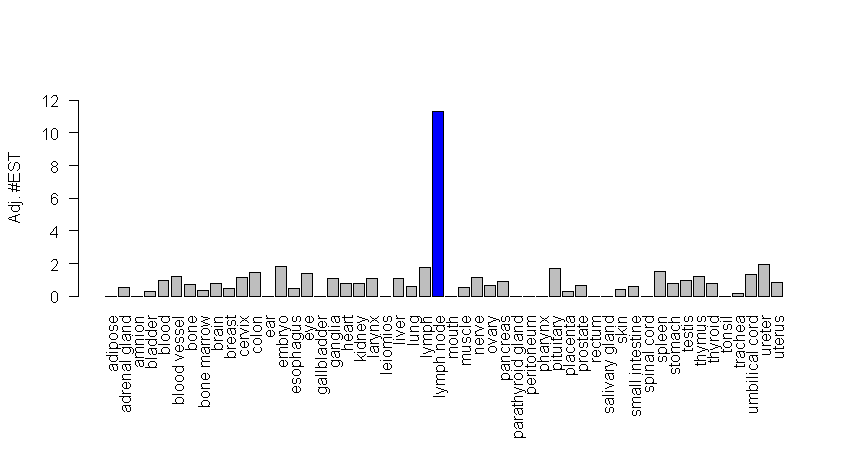 Adj. #EST
12
10
8
6
4
2
0
adipose
adrenal gland
amnion
bladder
blood
blood vessel
bone
bone marrow
brain
breast
cervix
colon
ear
embryo
esophagus
eye
gallbladder
ganglia
heart
kidney
larynx
leiomios
liver
lung
lymph
lymph node
mouth
muscle
nerve
ovary
pancreas
parathyroid gland
peritoneum
pharynx
pituitary
placenta
prostate
rectum
salivary gland
skin
small intestine
spinal cord
spleen
stomach
testis
thymus
thyroid
tonsil
trachea
umbilical cord
ureter
uterus